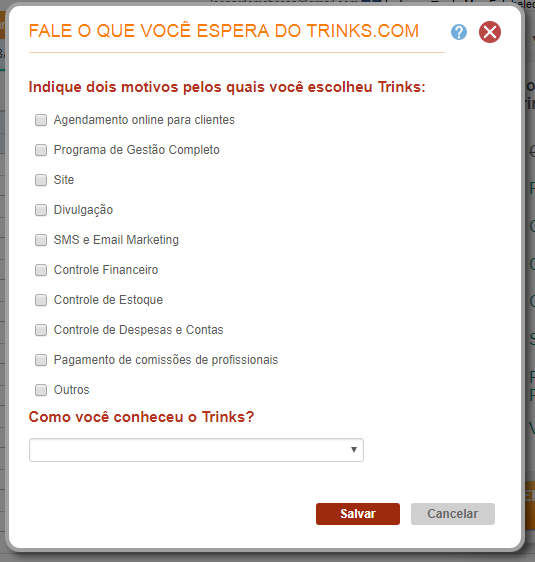 FALE O QUE VOCÊ ESPERA DO TRINKS.COM
?
Indique dois motivos pelos quais você escolheu Trinks:
Agendamento online para clientes
Programa de Gestão Completo
Site
Divulgação
SMS e Email Marketing
Controle Financeiro
Controle de Estoque
Controle de Despesas e Contas
Pagamento de comissões de profissionais
Outros
Como você conheceu o Trinks?
Salvar Cancelar